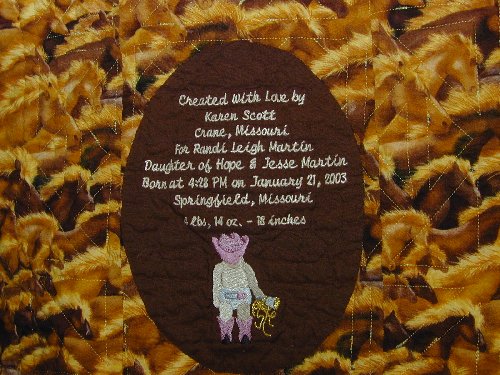 Created With Love by
Karen Scott
Crane, Missouri
For Randi Leigh Martin
Daughter of Hope & Jesse Martin
Born at 4:28 PM on January 21, 2003
Springfield, Missouri
lbs, 14 oz. - 18 inches